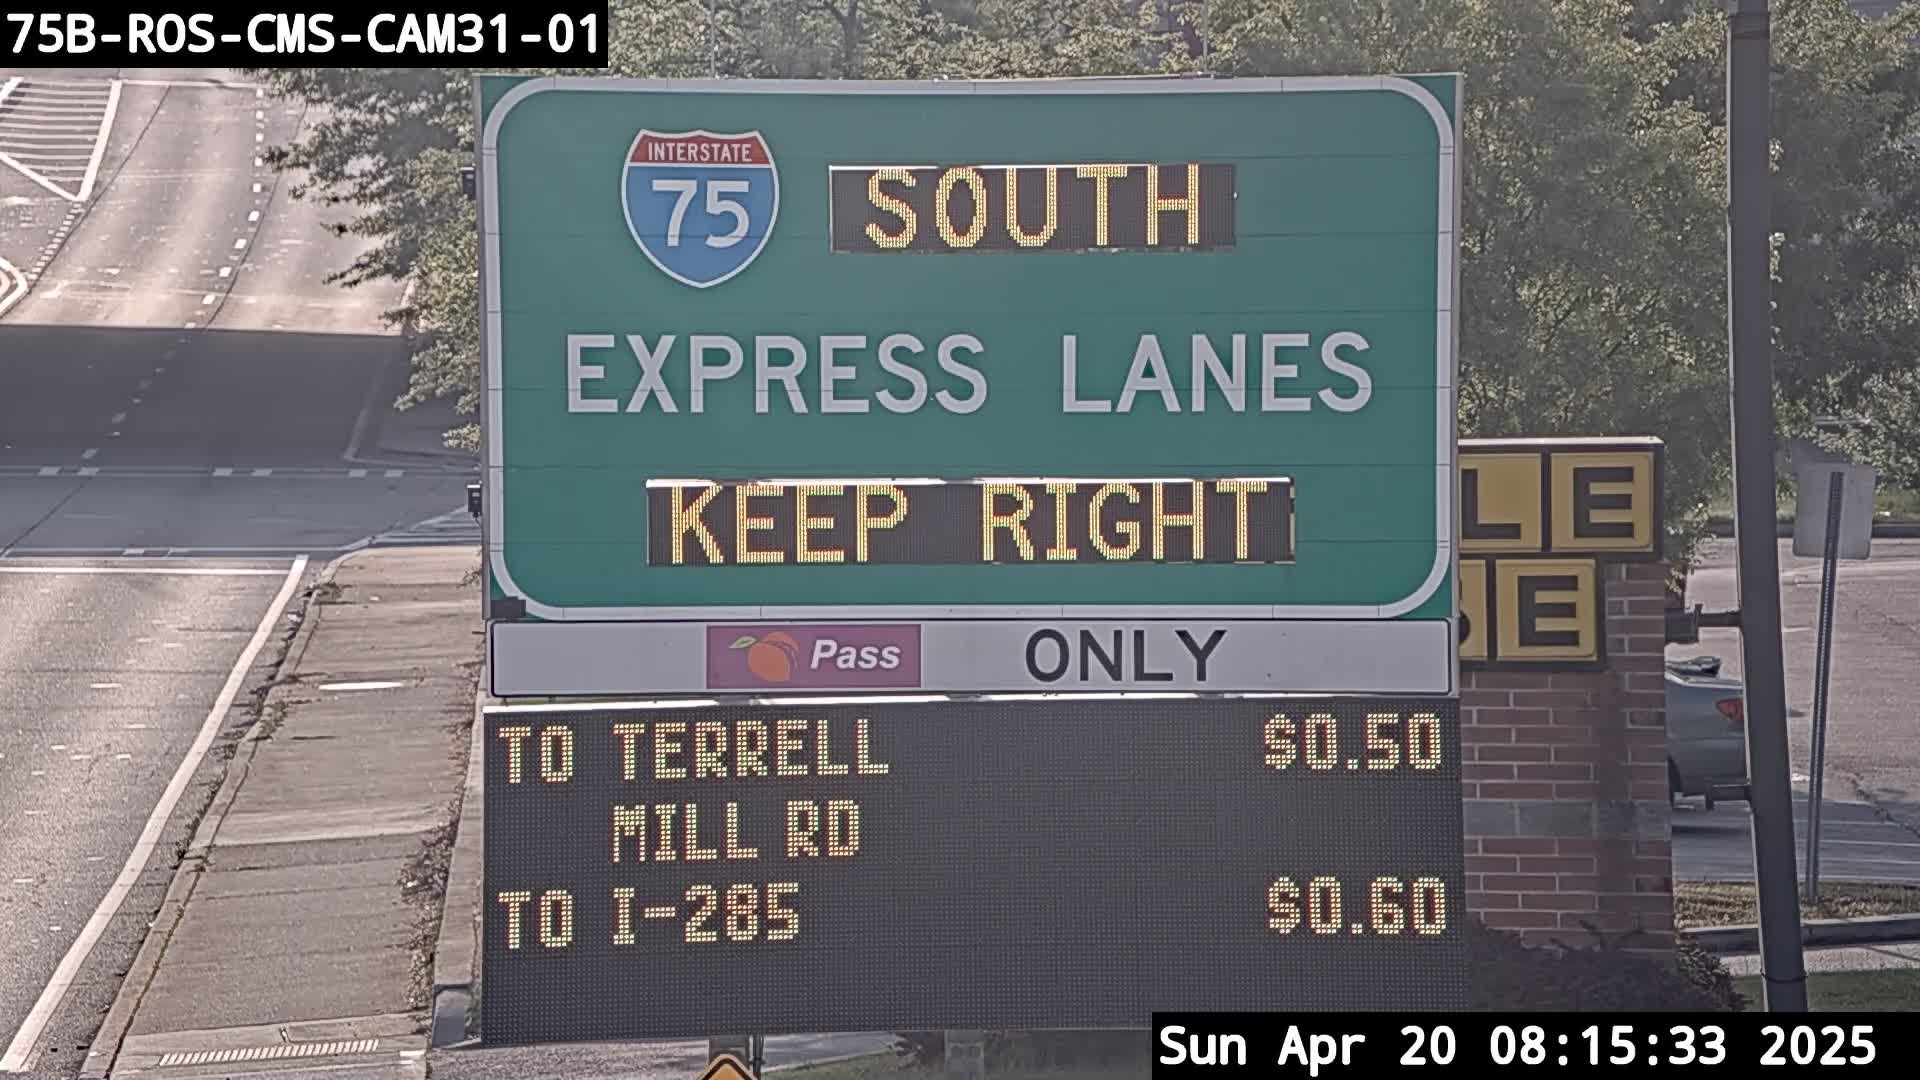 75B-ROS-CMS-CAM31-01
INTERSTATE
75
SOUTH
EXPRESS LANES
KEEP RIGHT
Pass ONLY
TO TERRELL $0.50
MILL RD
TO I-285 $0.60
LE
E
Sun Apr 20 08:15:33 2025